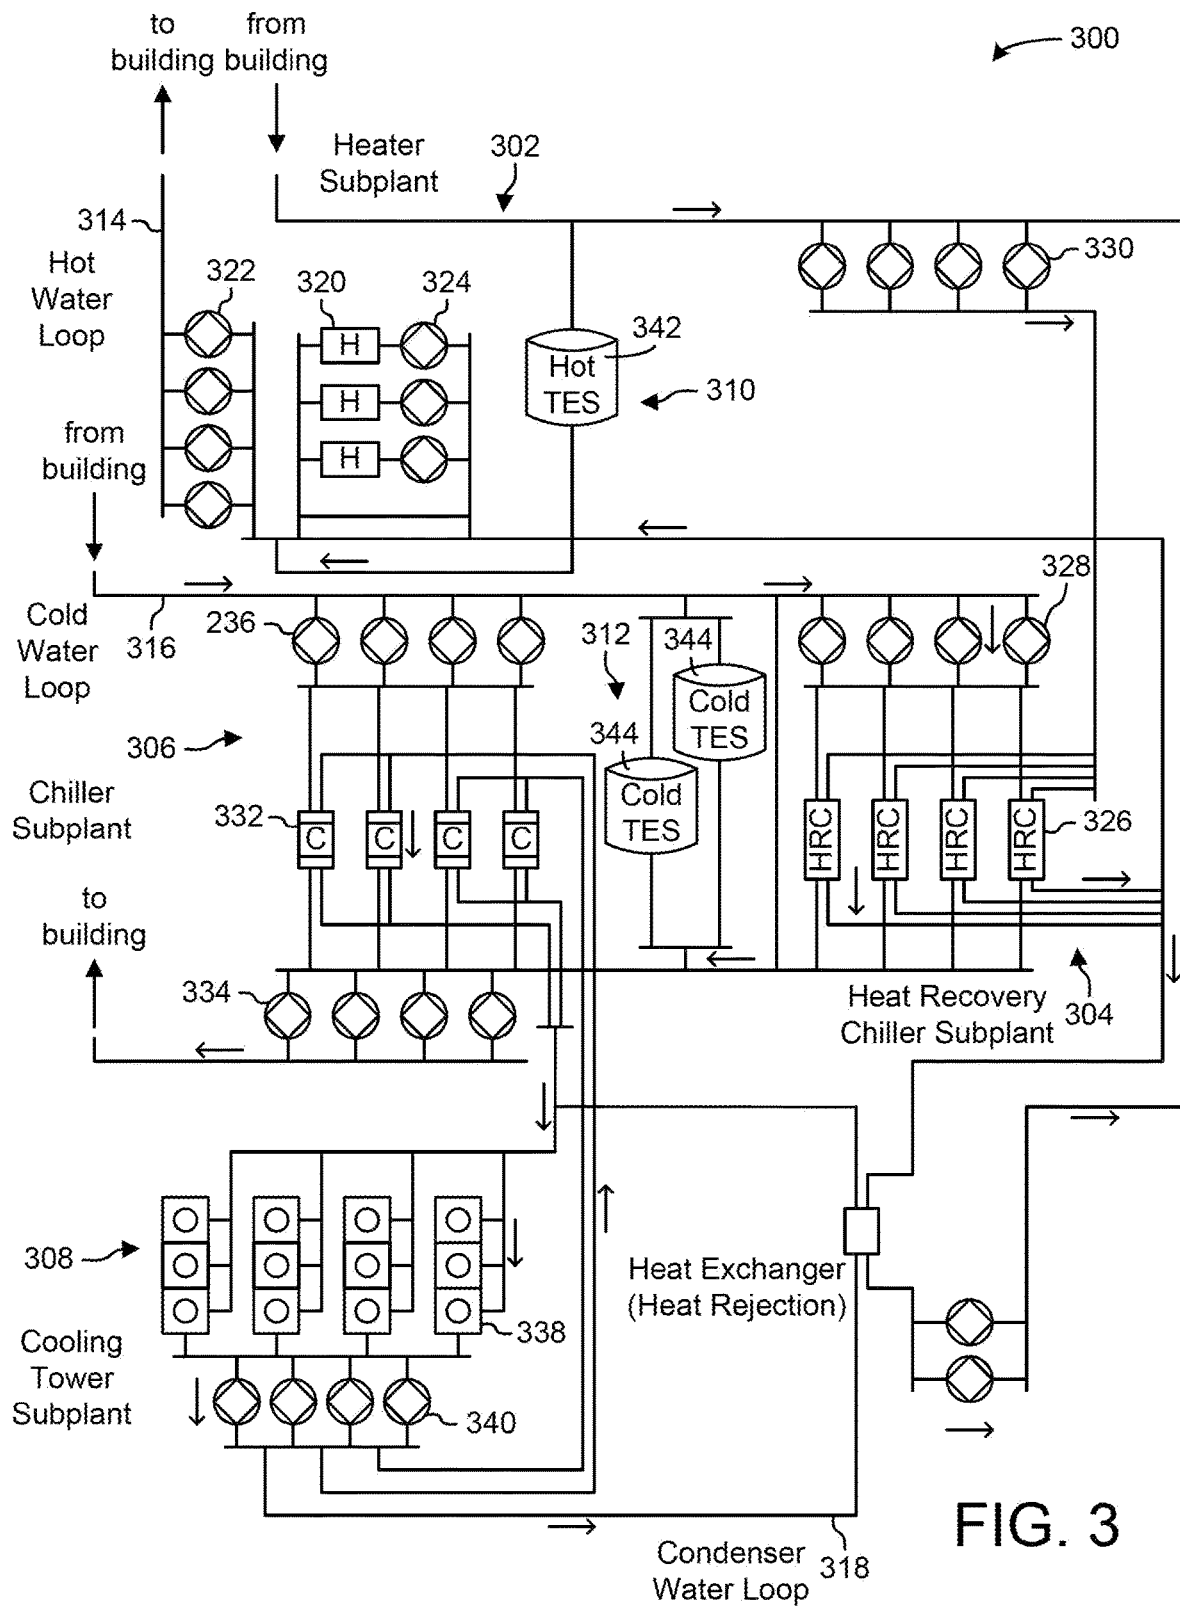 to from
building building
300
Heater
Subplant
302
314
Hot
Water
Loop
322
320
324
330
H
H
H
Hot
TES
342
310
from
building
Cold
Water
Loop
316
236
312
344
Cold
TES
328
306
344
Cold
TES
Chiller
Subplant
332
C
C
C
C
HRC
HRC
HRC
HRC
326
to
building
334
Heat Recovery
Chiller Subplant
304
308
Heat Exchanger
(Heat Rejection)
338
Cooling
Tower
Subplant
340
Condenser
Water Loop
318
FIG. 3